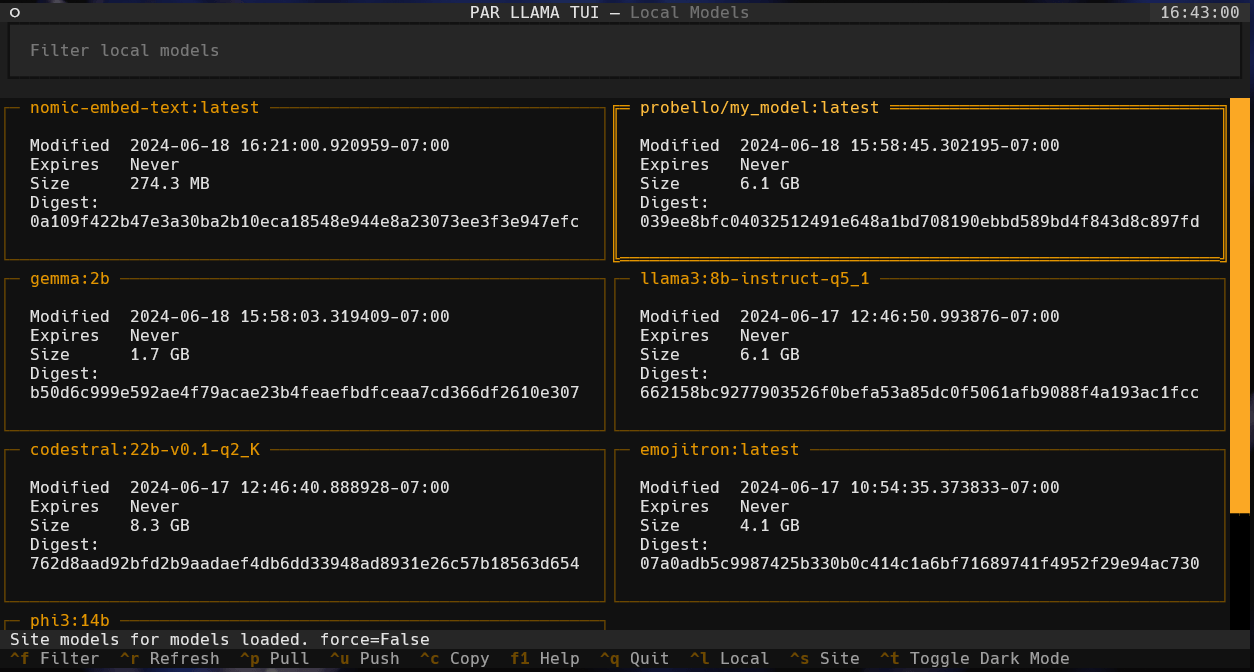 PAR LLAMA TUI — Local Models 16:43:00
Filter local models
nomic-embed-text:latest
Modified 2024-06-18 16:21:00.920959-07:00
Expires Never
Size 274.3 MB
Digest:
0a109f422b47e3a30ba2b10eca18548e944e8a23073ee3f3e947efc
probello/my_model:latest
Modified 2024-06-18 15:58:45.302195-07:00
Expires Never
Size 6.1 GB
Digest:
039ee8bfc04032512491e648a1bd708190ebbd589bd4f843d8c897fd
gemma:2b
Modified 2024-06-18 15:58:03.319409-07:00
Expires Never
Size 1.7 GB
Digest:
b50d6c999e592ae4f79acae23b4feaefbdfceaa7cd366df2610e307
llama3:8b-instruct-q5_1
Modified 2024-06-17 12:46:50.993876-07:00
Expires Never
Size 6.1 GB
Digest:
662158bc9277903526f0befa53a85dc0f5061afb9088f4a193ac1fcc
codestral:22b-v0.1-q2_K
Modified 2024-06-17 12:46:40.888928-07:00
Expires Never
Size 8.3 GB
Digest:
762d8aad92bfd2b9aadaef4db6dd33948ad8931e26c57b18563d654
emojitron:latest
Modified 2024-06-17 10:54:35.373833-07:00
Expires Never
Size 4.1 GB
Digest:
07a0adb5c9987425b330b0c414c1a6bf71689741f4952f29e94ac730
phi3:14b
Site models for models loaded. force=False
^f Filter ^r Refresh ^p Pull ^u Push ^c Copy f1 Help ^q Quit ^l Local ^s Site ^t Toggle Dark Mode